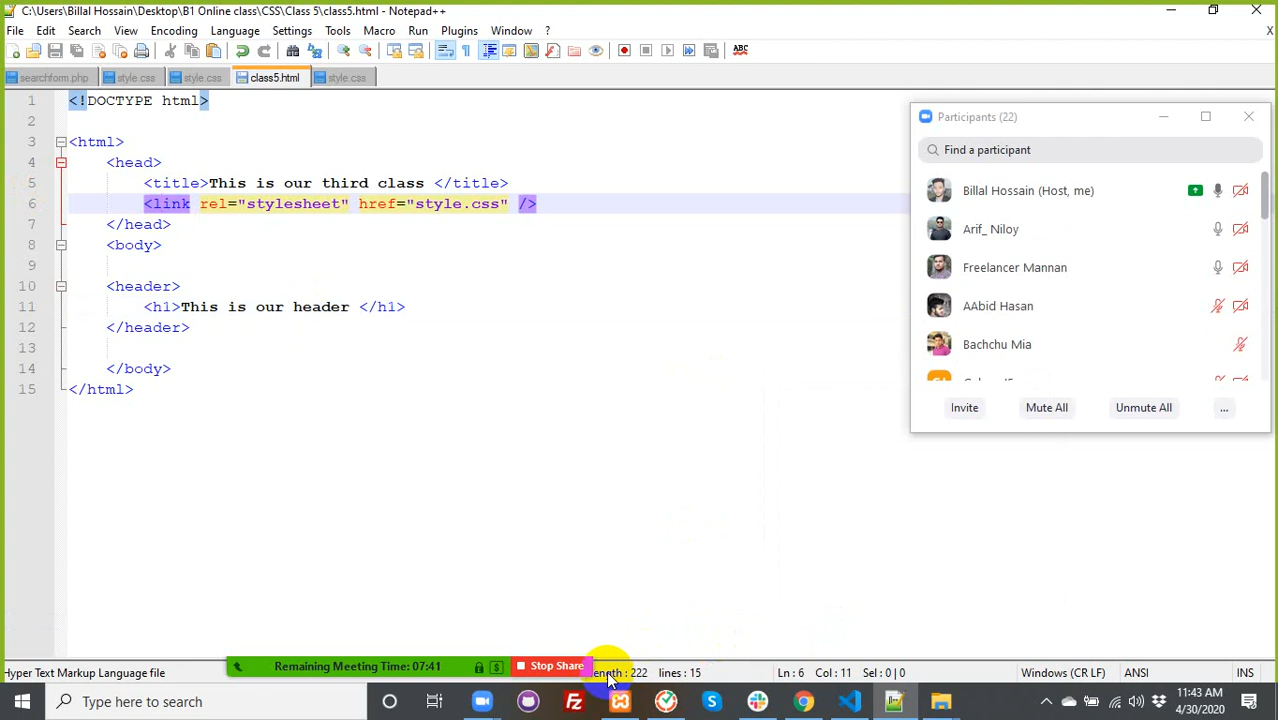 C:\Users\Billal Hossain\Desktop\B1 Online class\CSS\Class 5\class5.html - Notepad++
File Edit Search View Encoding Language Settings Tools Macro Run Plugins Window ?
X
ABC
searchform.php style.css style.css class5.html style.css
1 <!DOCTYPE html>
2
3 <html>
4 <head>
5 <title>This is our third class </title>
6 <link rel="stylesheet" href="style.css" />
7 </head>
8 <body>
9
10 <header>
11 <h1>This is our header </h1>
12 </header>
13
14 </body>
15 </html>
Participants (22)
Find a participant
Billal Hossain (Host, me)
Arif_ Niloy
Freelancer Mannan
AAbid Hasan
Bachchu Mia
Invite Mute All Unmute All ...
Hyper Text Markup Language file
Remaining Meeting Time: 07:41
$
Stop Share
length : 222 lines : 15
Ln : 6 Col : 11 Sel : 0 | 0
Windows (CR LF)
ANSI
INS
Type here to search
11:43 AM
4/30/2020